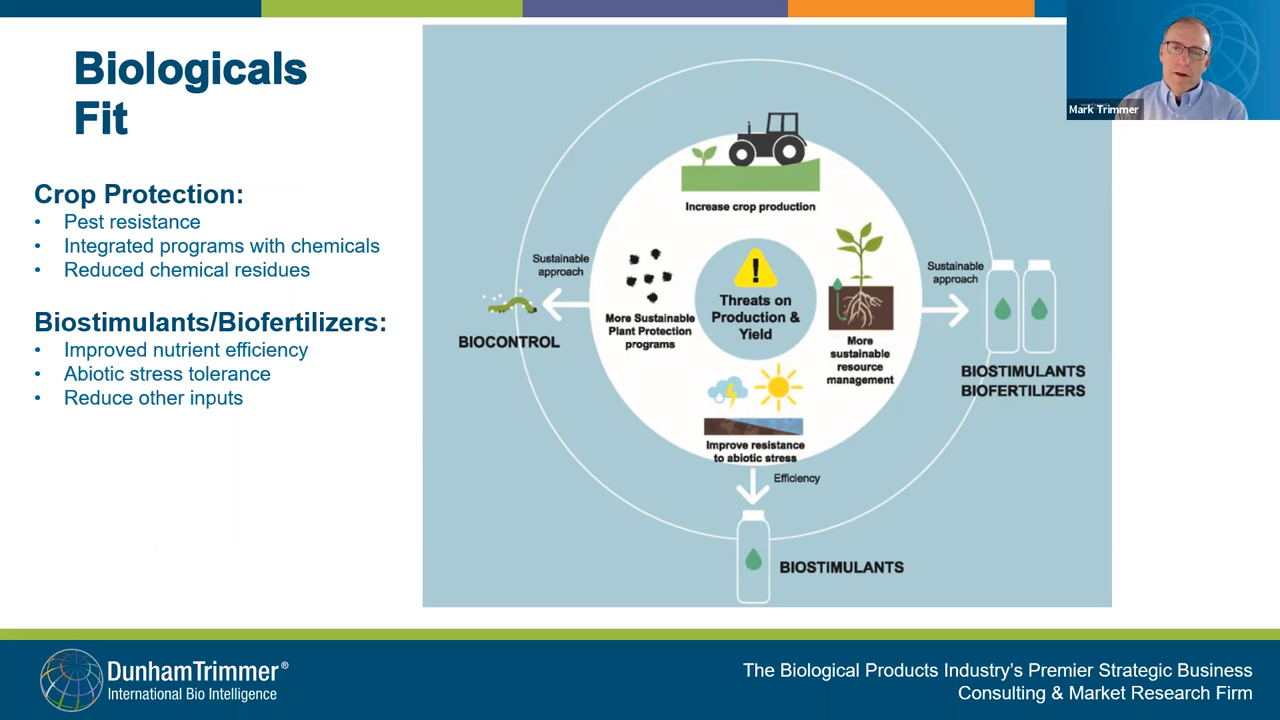 Biologicals
Fit
Crop Protection:
• Pest resistance
• Integrated programs with chemicals
• Reduced chemical residues
Biostimulants/Biofertilizers:
• Improved nutrient efficiency
• Abiotic stress tolerance
• Reduce other inputs
Increase crop production
Sustainable
approach
BIOCONTROL
More Sustainable
Plant Protection
programs
!
Threats on
Production &
Yield
More
sustainable
resource
management
Sustainable
approach
BIOSTIMULANTS
BIOFERTILIZERS
Improve resistance
to abiotic stress
Efficiency
BIOSTIMULANTS
Mark Trimmer
DunhamTrimmer®
International Bio Intelligence
The Biological Products Industry's Premier Strategic Business
Consulting & Market Research Firm